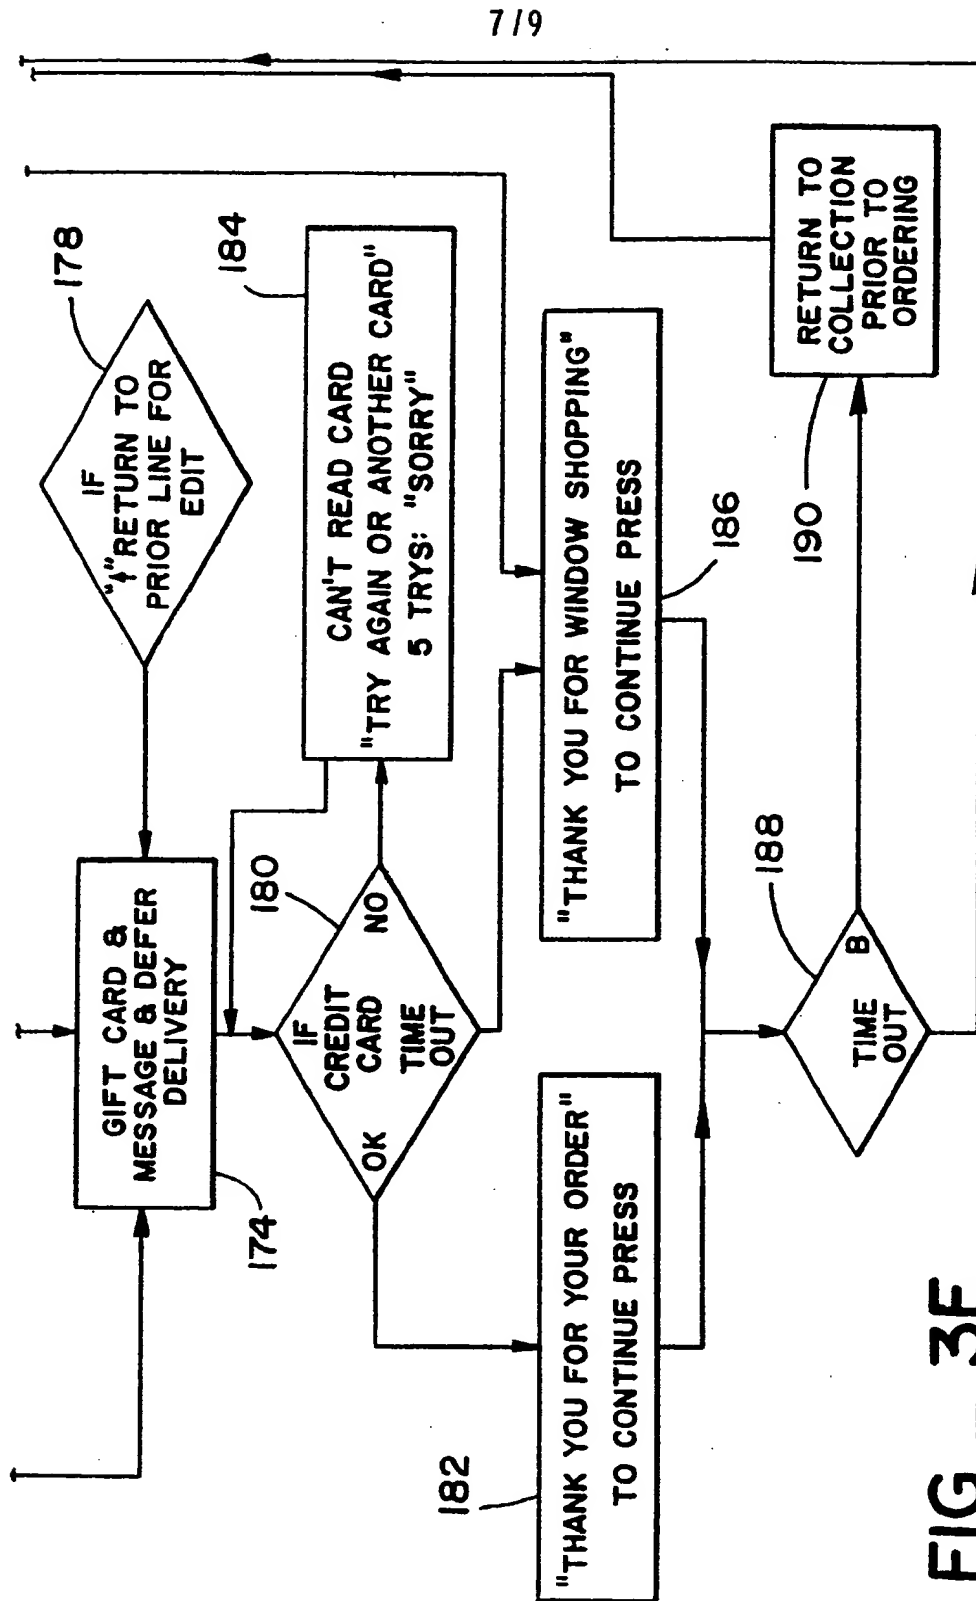 7/9
GIFT CARD &
MESSAGE & DEFER
DELIVERY
174
IF
"↑" RETURN TO
PRIOR LINE FOR
EDIT
178
IF
CREDIT
CARD
TIME
OUT
OK
NO
180
CAN'T READ CARD
"TRY AGAIN OR ANOTHER CARD"
5 TRYS: "SORRY"
184
"THANK YOU FOR YOUR ORDER"
TO CONTINUE PRESS
182
"THANK YOU FOR WINDOW SHOPPING"
TO CONTINUE PRESS
186
TIME
OUT
B
188
RETURN TO
COLLECTION
PRIOR TO
ORDERING
190
FIG